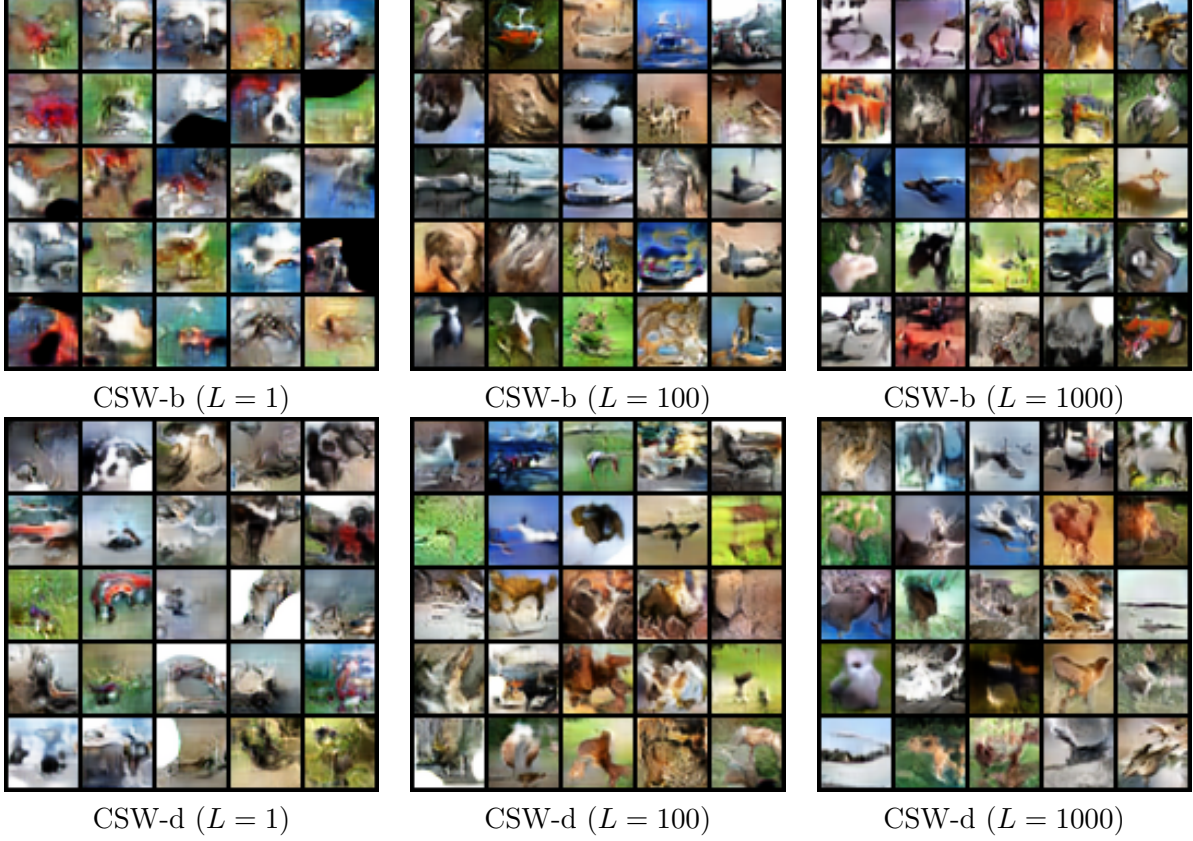 CSW-b (L = 1)
CSW-b (L = 100)
CSW-b (L = 1000)
CSW-d (L = 1)
CSW-d (L = 100)
CSW-d (L = 1000)